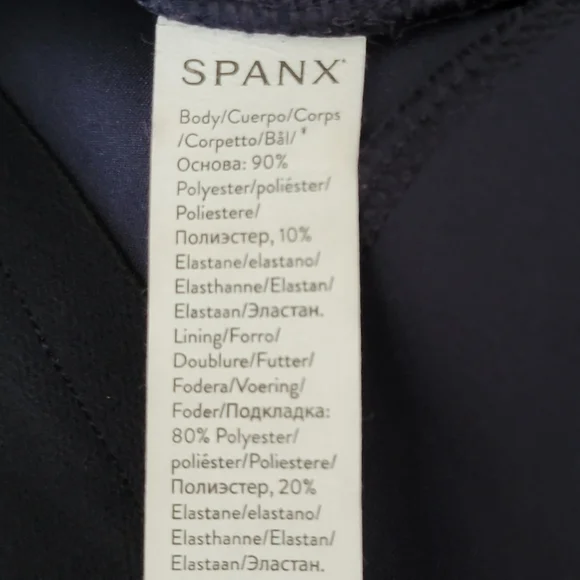 SPANX
Body/Cuerpo/Corps
/Corpetto/Bål/
Основа: 90%
Polyester/poliéster/
Poliestere/
Полиэстер, 10%
Elastane/elastano/
Elasthanne/Elastan/
Elastaan/Эластан.
Lining/Forro/
Doublure/Futter/
Fodera/Voering/
Foder/Подкладка:
80% Polyester/
poliéster/Poliestere/
Полиэстер, 20%
Elastane/elastano/
Elasthanne/Elastan/
Elastaan/Эластан.